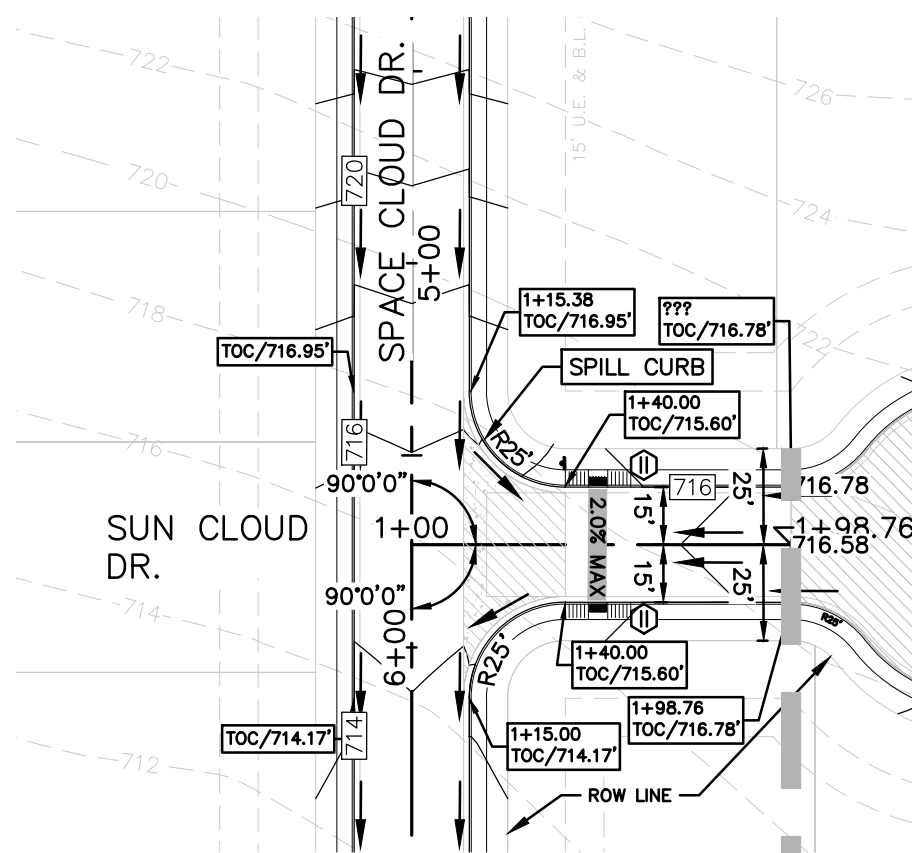 722
726
15' U.E. & B.L.
720
720
SPACE CLOUD DR.
724
5+00
718
1+15.38
TOC/716.95'
???
TOC/716.78'
722
TOC/716.95'
SPILL CURB
1+40.00
TOC/715.60'
716
716
R25'
716
90°0'0"
25'
716.78
15'
SUN CLOUD
DR.
1+00
2.0% MAX
1+98.76
716.58
15'
25'
90°0'0"
714
R25'
6+00
R25'
1+40.00
TOC/715.60'
1+98.76
TOC/716.78'
TOC/714.17'
714
1+15.00
TOC/714.17'
712
ROW LINE